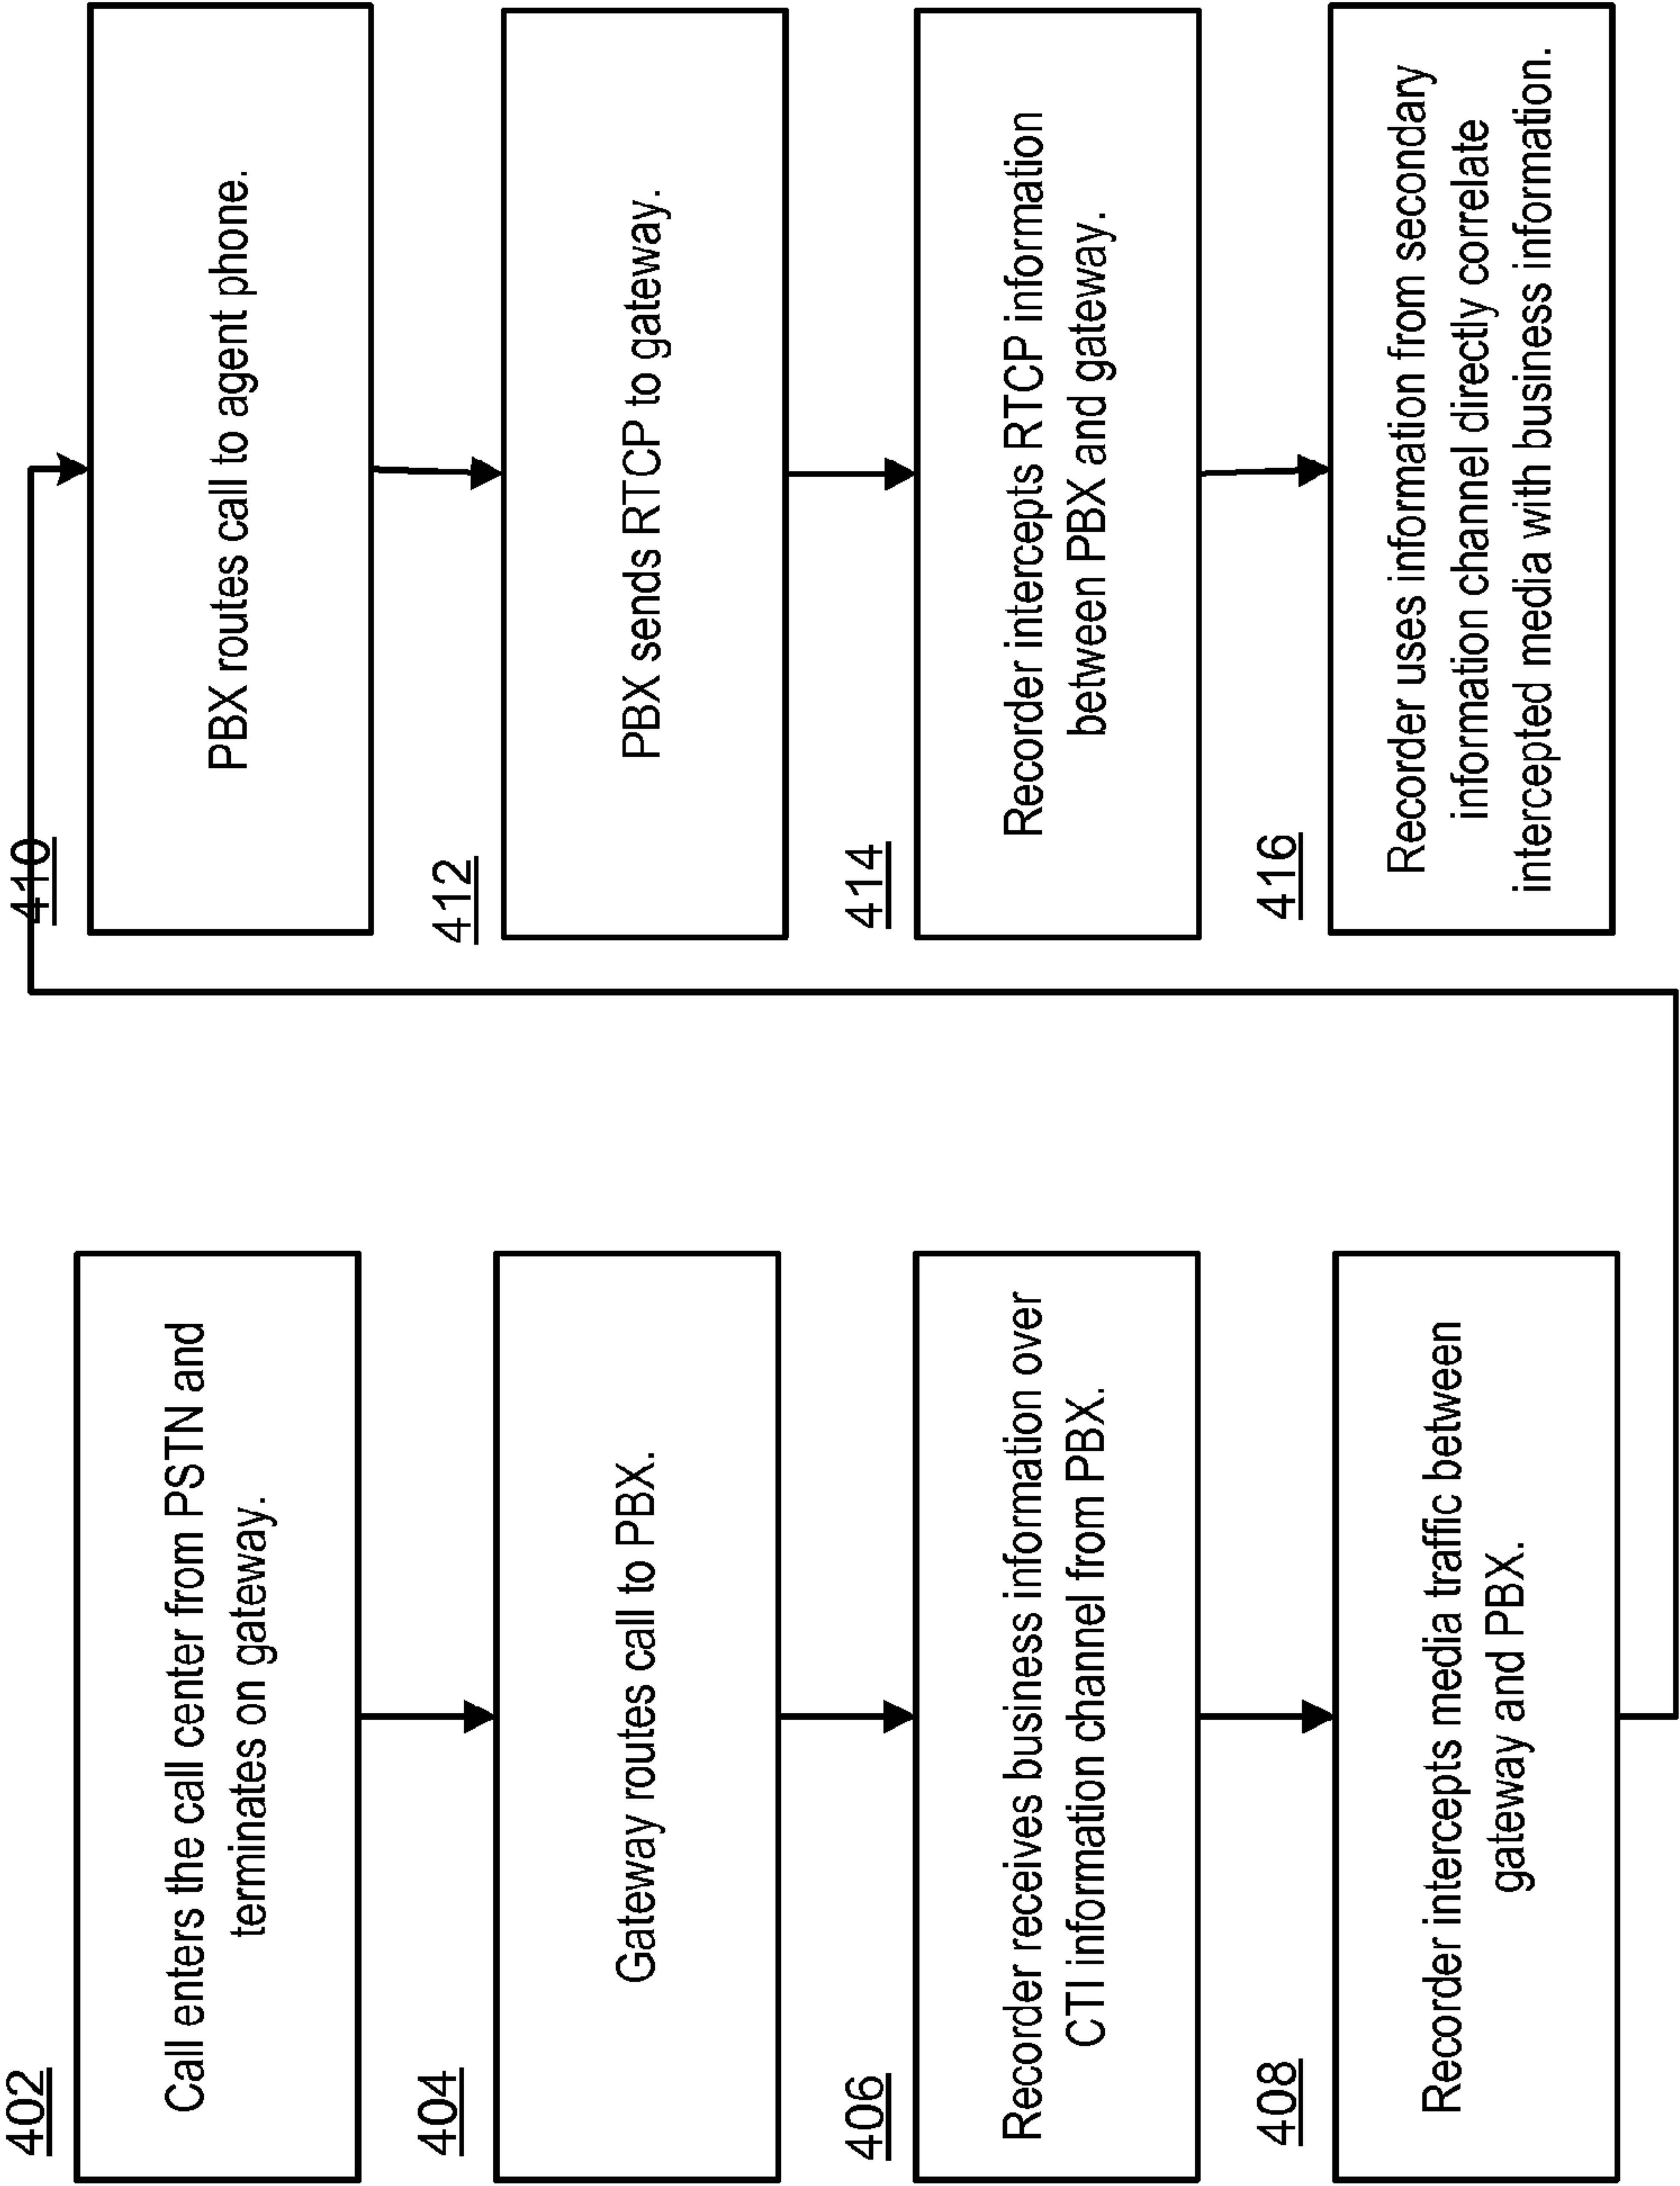 402
Call enters the call center from PSTN and
terminates on gateway.
404
Gateway routes call to PBX.
406
Recorder receives business information over
CTI information channel from PBX.
408
Recorder intercepts media traffic between
gateway and PBX.
410
PBX routes call to agent phone.
412
PBX sends RTCP to gateway.
414
Recorder intercepts RTCP information
between PBX and gateway.
416
Recorder uses information from secondary
information channel directly correlate
intercepted media with business information.